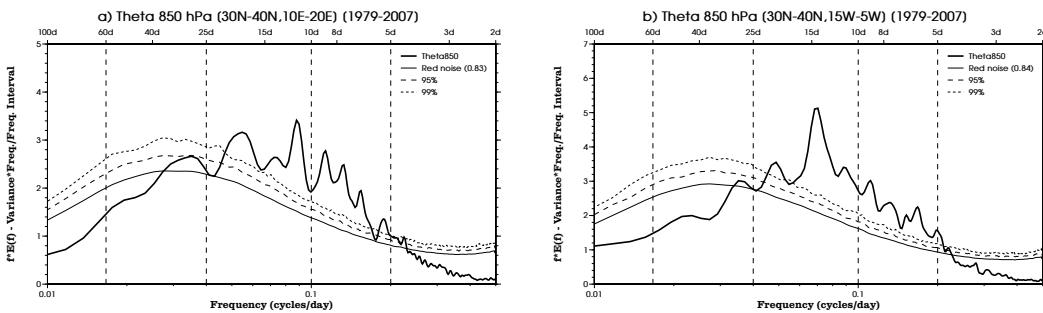 a) Theta 850 hPa [30N-40N,10E-20E] [1979-2007]
100d 60d 40d 25d 15d 10d 8d 5d 3d 2d
f*E(f) - Variance*Freq./Freq. Interval
5
4
3
2
1
0
Theta850
Red noise (0.83)
95%
99%
0.01 0.1
Frequency (cycles/day)
b) Theta 850 hPa [30N-40N,15W-5W] [1979-2007]
100d 60d 40d 25d 15d 10d 8d 5d 3d 2d
f*E(f) - Variance*Freq./Freq. Interval
7
6
5
4
3
2
1
0
Theta850
Red noise (0.84)
95%
99%
0.01 0.1
Frequency (cycles/day)